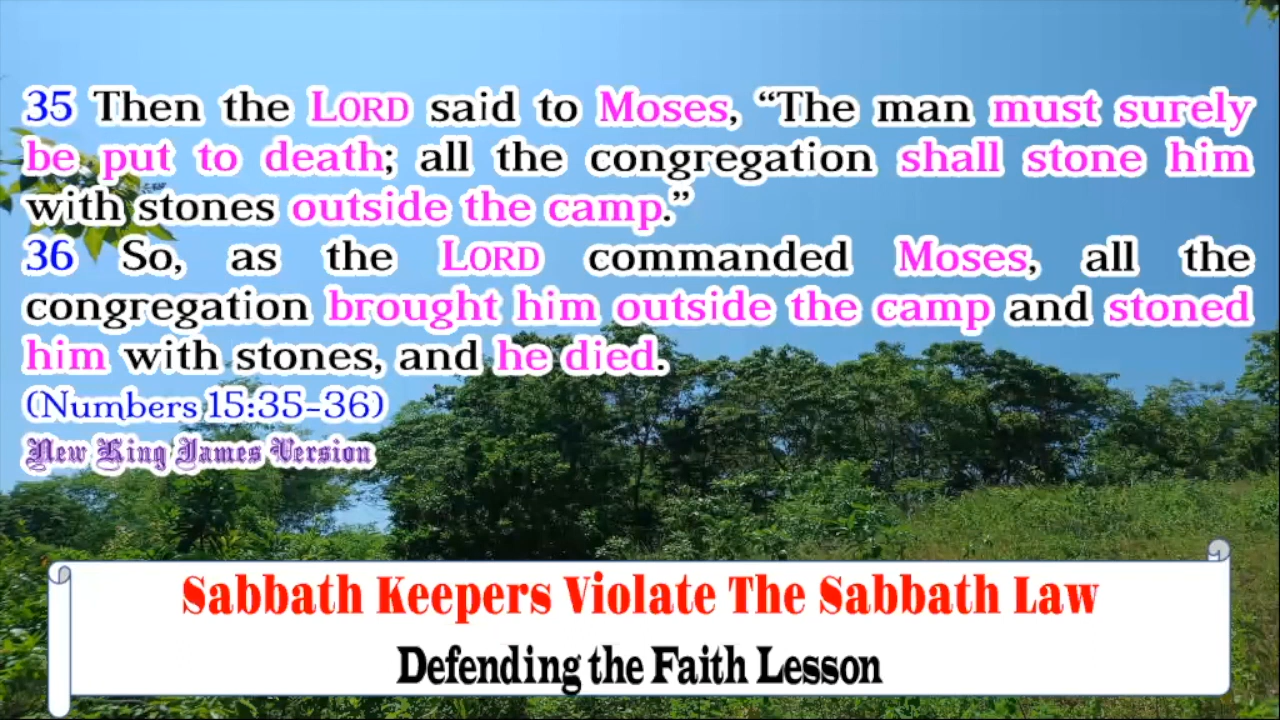 35 Then the LORD said to Moses, “The man must surely
be put to death; all the congregation shall stone him
with stones outside the camp.”
36 So, as the LORD commanded Moses, all the
congregation brought him outside the camp and stoned
him with stones, and he died.
(Numbers 15:35-36)
New King James Version
Sabbath Keepers Violate The Sabbath Law
Defending the Faith Lesson